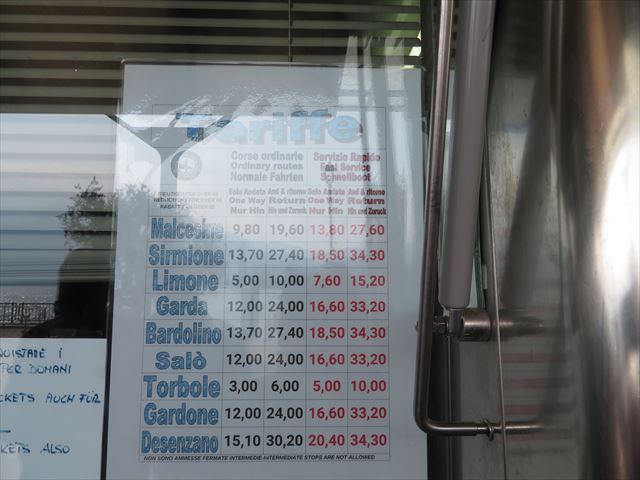 Tariffe
Corse ordinarie Servizio Rapido
Ordinary routes Fast Service
Normale Fahrten Schnellboot
Solo Andata And & ritorno Solo Andata And & ritorno
One Way Return One Way Return
Nur Hin Hin und Zuruck Nur Hin Hin und Zuruck
Malcesine 9,80 19,60 13,80 27,60
Sirmione 13,70 27,40 18,50 34,30
Limone 5,00 10,00 7,60 15,20
Garda 12,00 24,00 16,60 33,20
Bardolino 13,70 27,40 18,50 34,30
Salò 12,00 24,00 16,60 33,20
Torbole 3,00 6,00 5,00 10,00
Gardone 12,00 24,00 16,60 33,20
Desenzano 15,10 30,20 20,40 34,30
NON SONO AMMESSE FERMATE INTERMEDIE-INTERMEDIATE STOPS ARE NOT ALLOWED
QUISTARE I
PER DOMANI
CKETS AUCH FÜR
CKETS ALSO